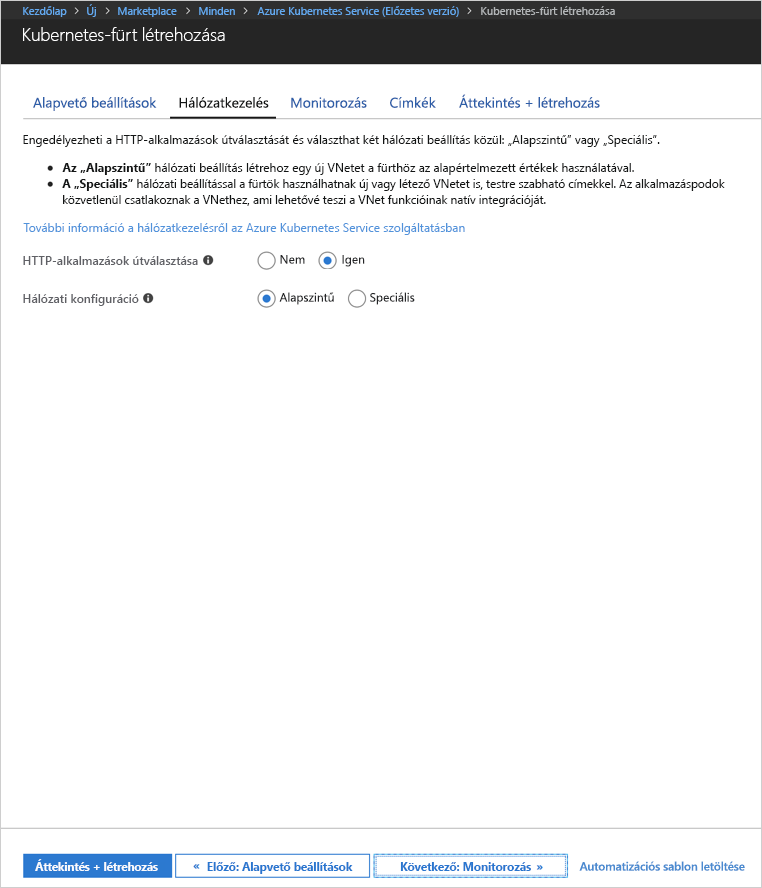 Kezdőlap > Új > Marketplace > Minden > Azure Kubernetes Service (Előzetes verzió) > Kubernetes-fürt létrehozása
Kubernetes-fürt létrehozása
Alapvető beállítások Hálózatkezelés Monitorozás Címkék Áttekintés + létrehozás
Engedélyezheti a HTTP-alkalmazások útválasztását és választhat két hálózati beállítás közül: „Alapszintű” vagy „Speciális”.
• Az „Alapszintű” hálózati beállítás létrehoz egy új VNetet a fürthöz az alapértelmezett értékek használatával.
• A „Speciális” hálózati beállítással a fürtök használhatnak új vagy létező VNetet is, testre szabható címekkel. Az alkalmazáspodok
közvetlenül csatlakoznak a VNethez, ami lehetővé teszi a VNet funkcióinak natív integrációját.
További információ a hálózatkezelésről az Azure Kubernetes Service szolgáltatásban
HTTP-alkalmazások útválasztása Nem Igen
Hálózati konfiguráció Alapszintű Speciális
Áttekintés + létrehozás « Előző: Alapvető beállítások Következő: Monitorozás » Automatizációs sablon letöltése